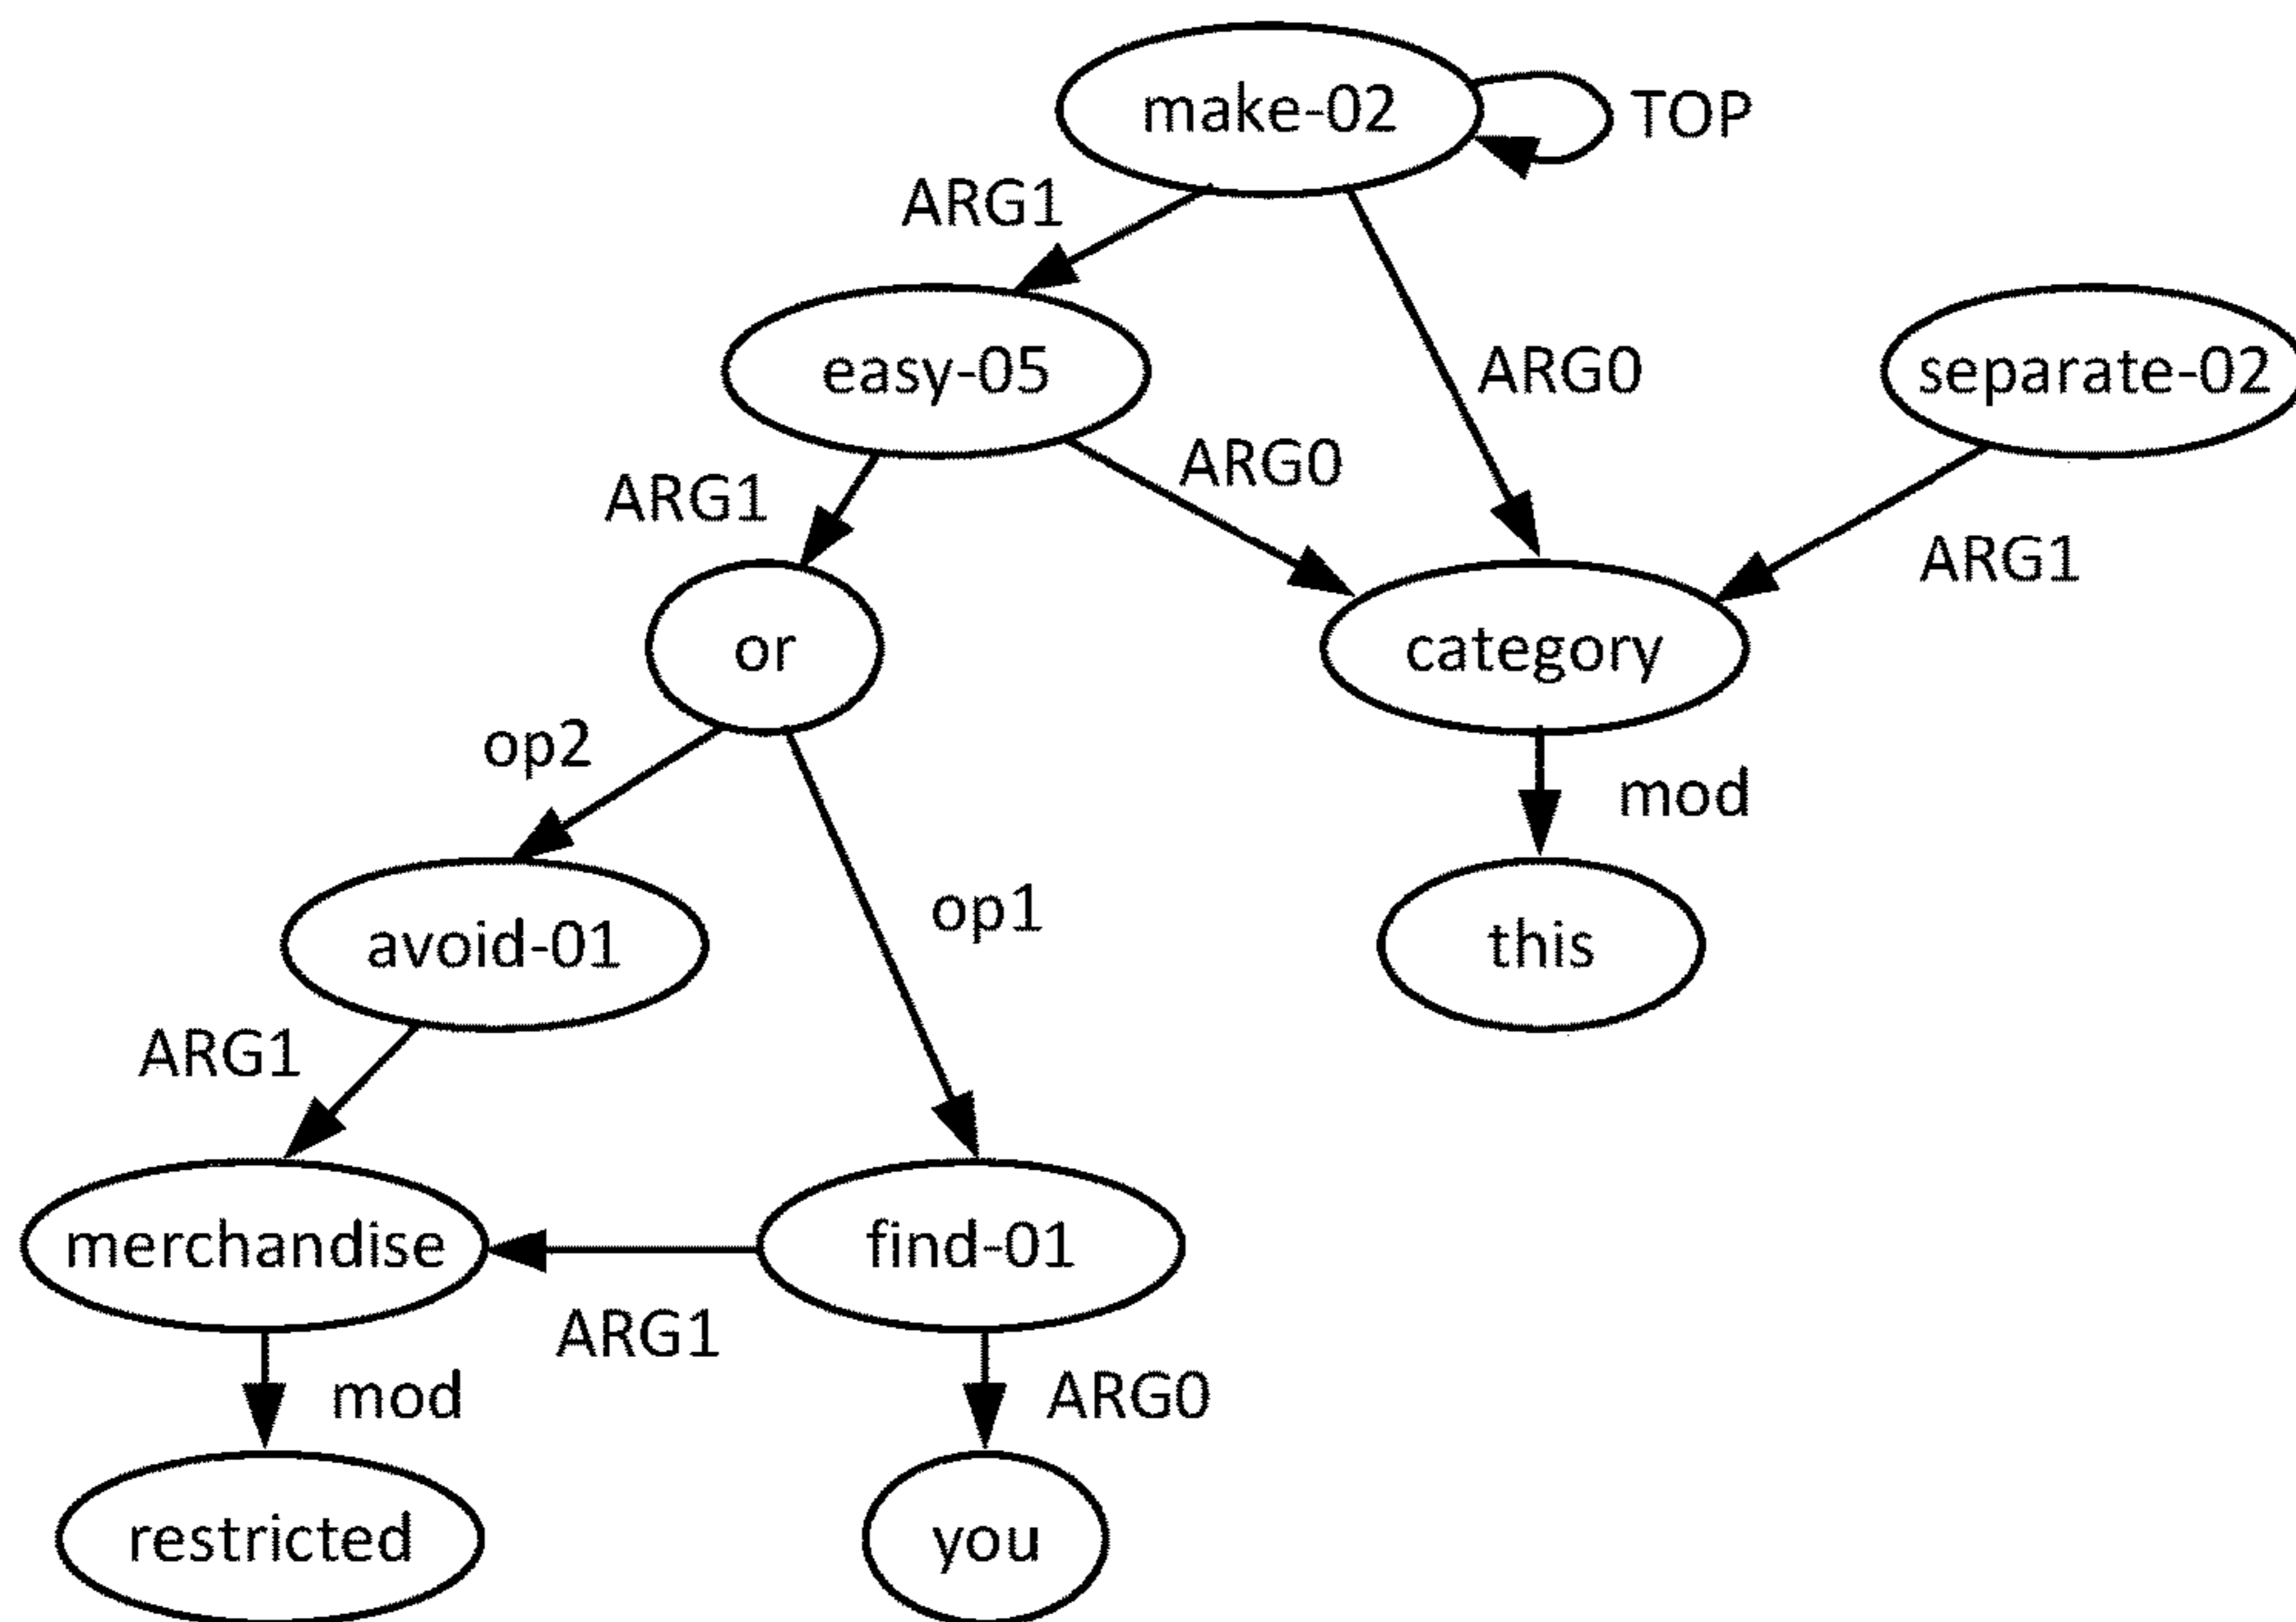 make-02
TOP
ARG1
easy-05
ARG0
separate-02
ARG0
ARG1
ARG1
or
category
op2
mod
avoid-01
op1
this
ARG1
merchandise
find-01
ARG1
mod
ARG0
restricted
you